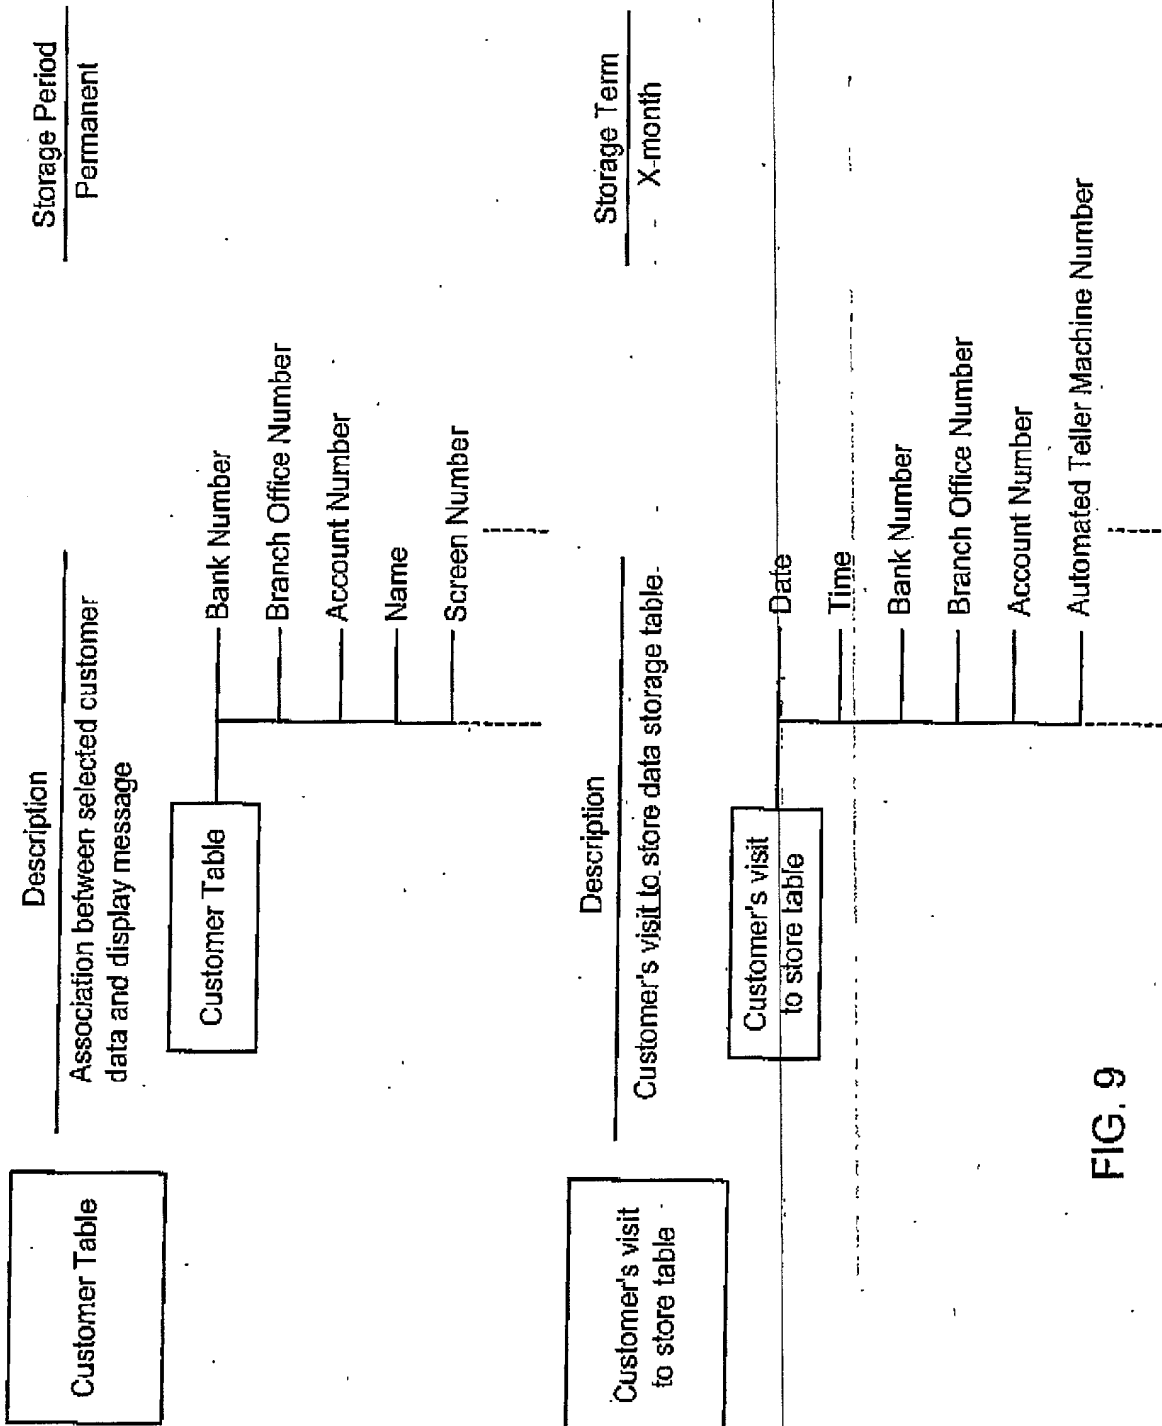 Customer Table
Description
Storage Period
Association between selected customer
data and display message
Permanent
Customer Table
Bank Number
Branch Office Number
Account Number
Name
Screen Number
Customer's visit
to store table
Description
Storage Term
Customer's visit to store data storage table
X-month
Customer's visit
to store table
Date
Time
Bank Number
Branch Office Number
Account Number
Automated Teller Machine Number
FIG. 9